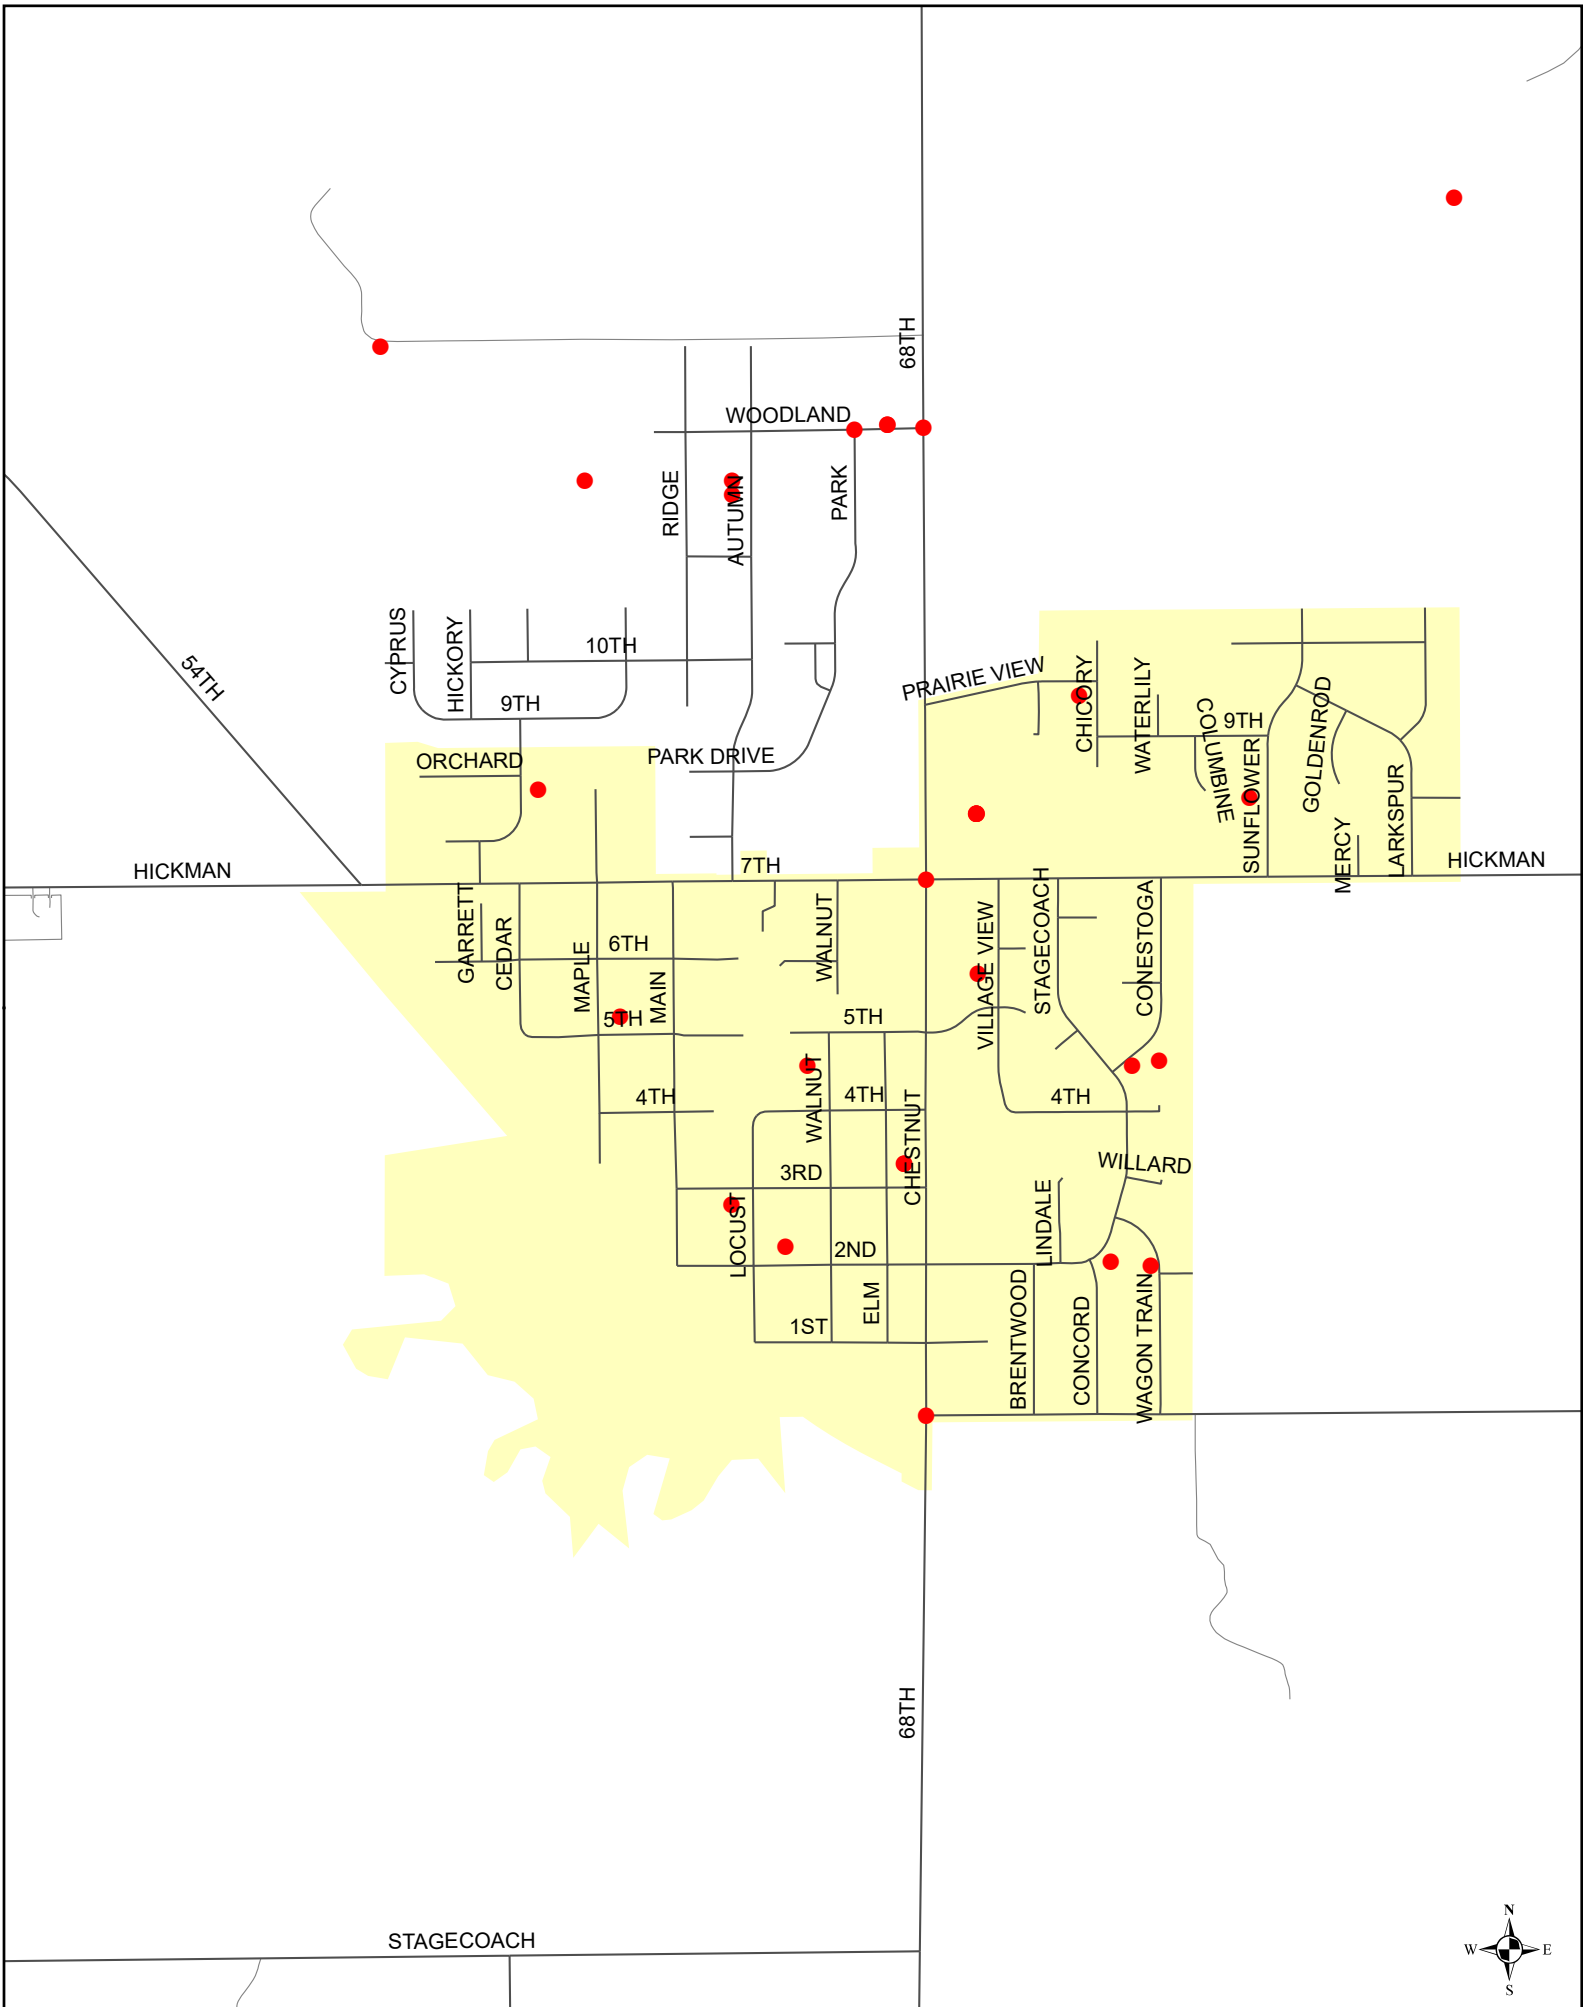 68TH
WOODLAND
RIDGE
AUTUMN
PARK
54TH
CYPRUS
HICKORY
10TH
9TH
PRAIRIE VIEW
CHICORY
WATERLILY
COLUMBINE
9TH
SUNFLOWER
GOLDENROD
ORCHARD
PARK DRIVE
MERCY
LARKSPUR
HICKMAN
7TH
HICKMAN
GARRETT
CEDAR
MAPLE
6TH
MAIN
WALNUT
VILLAGE VIEW
STAGECOACH
CONESTOGA
5TH
5TH
4TH
WALNUT
4TH
CHESTNUT
4TH
3RD
WILLARD
LOCUST
2ND
LINDALE
ELM
1ST
BRENTWOOD
CONCORD
WAGON TRAIN
68TH
STAGECOACH
N
W E
S